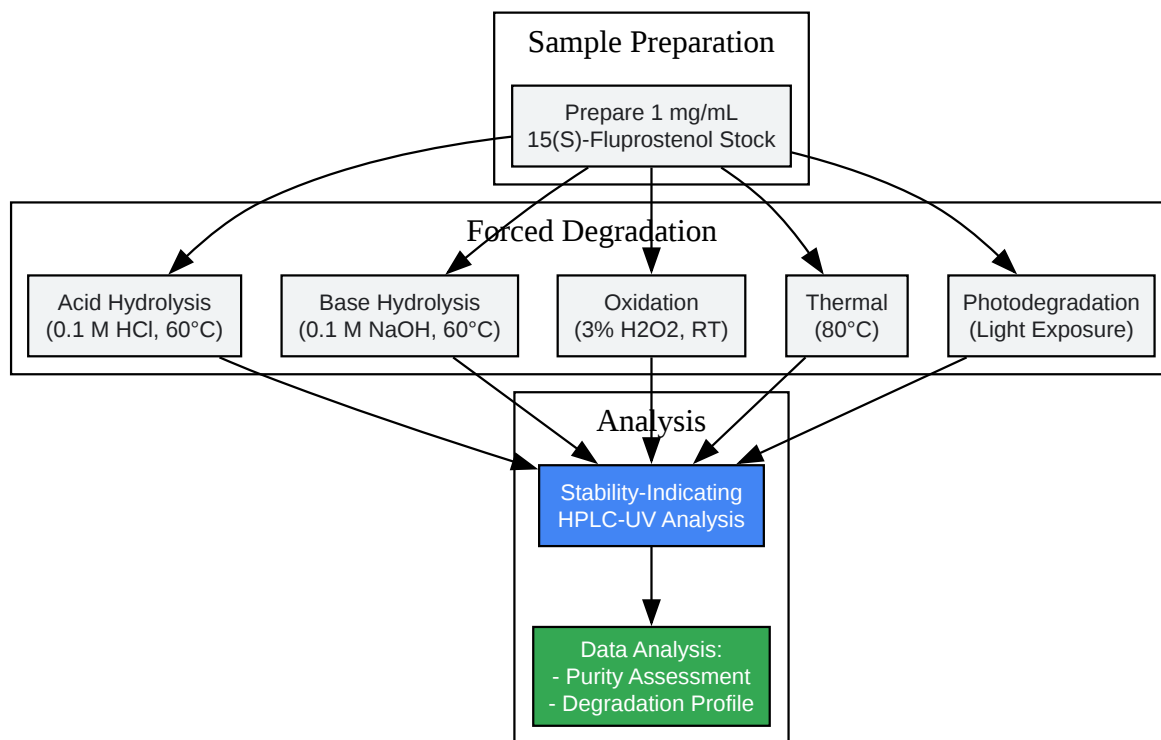 Sample Preparation
Prepare 1 mg/mL
15(S)-Fluprostenol Stock
Forced Degradation
Acid Hydrolysis
(0.1 M HCl, 60°C)
Base Hydrolysis
(0.1 M NaOH, 60°C)
Oxidation
(3% H2O2, RT)
Thermal
(80°C)
Photodegradation
(Light Exposure)
Analysis
Stability-Indicating
HPLC-UV Analysis
Data Analysis:
- Purity Assessment
- Degradation Profile